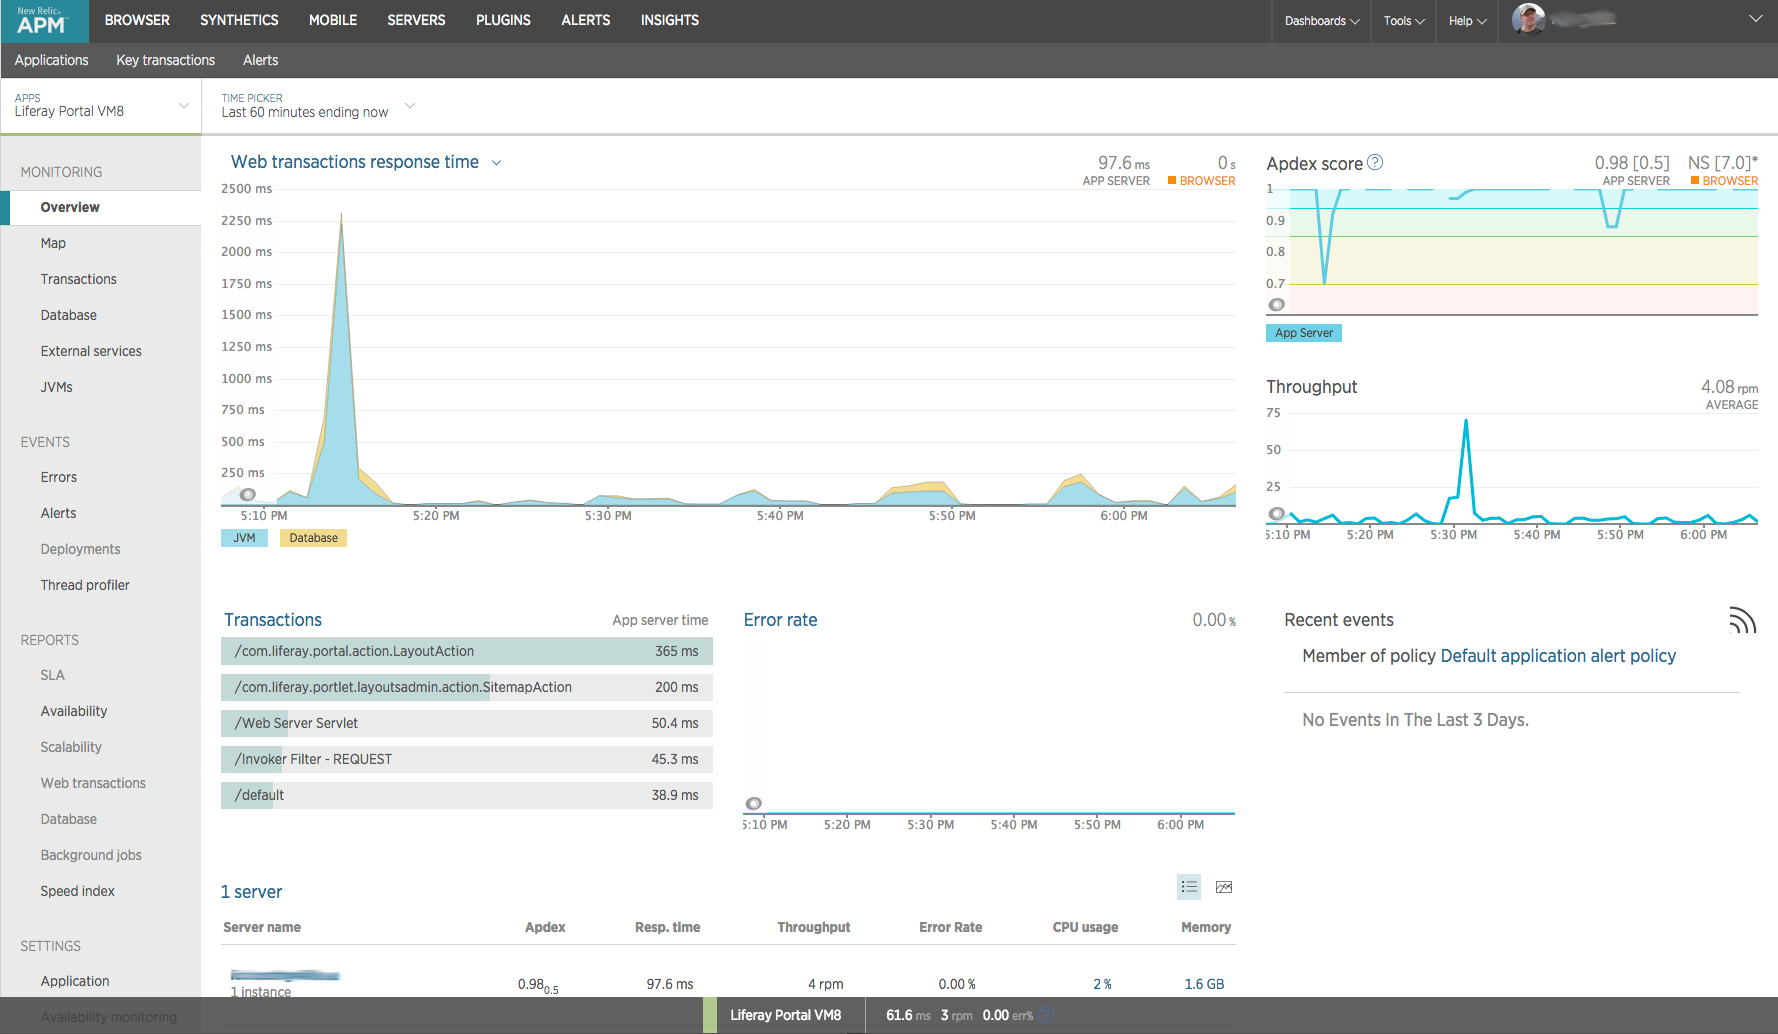 New Relic.
APM™
BROWSER SYNTHETICS MOBILE SERVERS PLUGINS ALERTS INSIGHTS
Dashboards Tools Help
Applications Key transactions Alerts
APPS
Liferay Portal VM8
TIME PICKER
Last 60 minutes ending now
MONITORING
Overview
Map
Transactions
Database
External services
JVMs
EVENTS
Errors
Alerts
Deployments
Thread profiler
REPORTS
SLA
Availability
Scalability
Web transactions
Database
Background jobs
Speed index
SETTINGS
Application
Availability monitoring
Web transactions response time
97.6 ms
APP SERVER
0 s
BROWSER
2500 ms
2250 ms
2000 ms
1750 ms
1500 ms
1250 ms
1000 ms
750 ms
500 ms
250 ms
5:10 PM 5:20 PM 5:30 PM 5:40 PM 5:50 PM 6:00 PM
JVM Database
Apdex score ?
0.98 [0.5]
APP SERVER
NS [7.0]*
BROWSER
1
0.9
0.8
0.7
App Server
Throughput
4.08 rpm
AVERAGE
75
50
25
5:10 PM 5:20 PM 5:30 PM 5:40 PM 5:50 PM 6:00 PM
Transactions App server time
/com.liferay.portal.action.LayoutAction 365 ms
/com.liferay.portlet.layoutsadmin.action.SitemapAction 200 ms
/Web Server Servlet 50.4 ms
/Invoker Filter - REQUEST 45.3 ms
/default 38.9 ms
Error rate 0.00 %
5:10 PM 5:20 PM 5:30 PM 5:40 PM 5:50 PM 6:00 PM
Recent events
Member of policy Default application alert policy
No Events In The Last 3 Days.
1 server
Server name Apdex Resp. time Throughput Error Rate CPU usage Memory
1 instance 0.98 0.5 97.6 ms 4 rpm 0.00 % 2 % 1.6 GB
Liferay Portal VM8 61.6 ms 3 rpm 0.00 err% ?